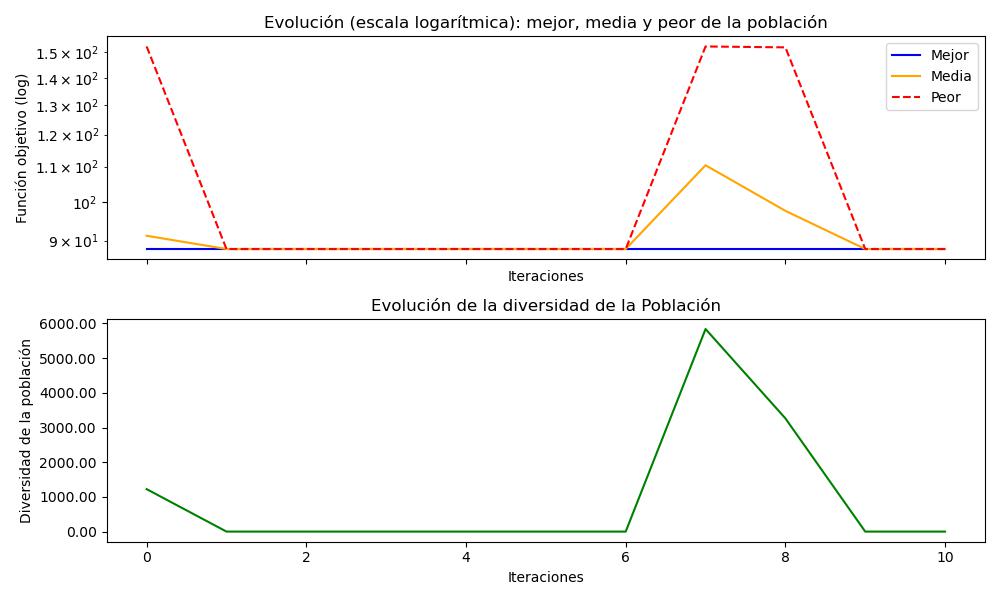 Evolución (escala logarítmica): mejor, media y peor de la población
Función objetivo (log)
1.5 × 10²
1.4 × 10²
1.3 × 10²
1.2 × 10²
1.1 × 10²
10²
9 × 10¹
Mejor
Media
Peor
Iteraciones
Evolución de la diversidad de la Población
Diversidad de la población
6000.00
5000.00
4000.00
3000.00
2000.00
1000.00
0.00
0 2 4 6 8 10
Iteraciones